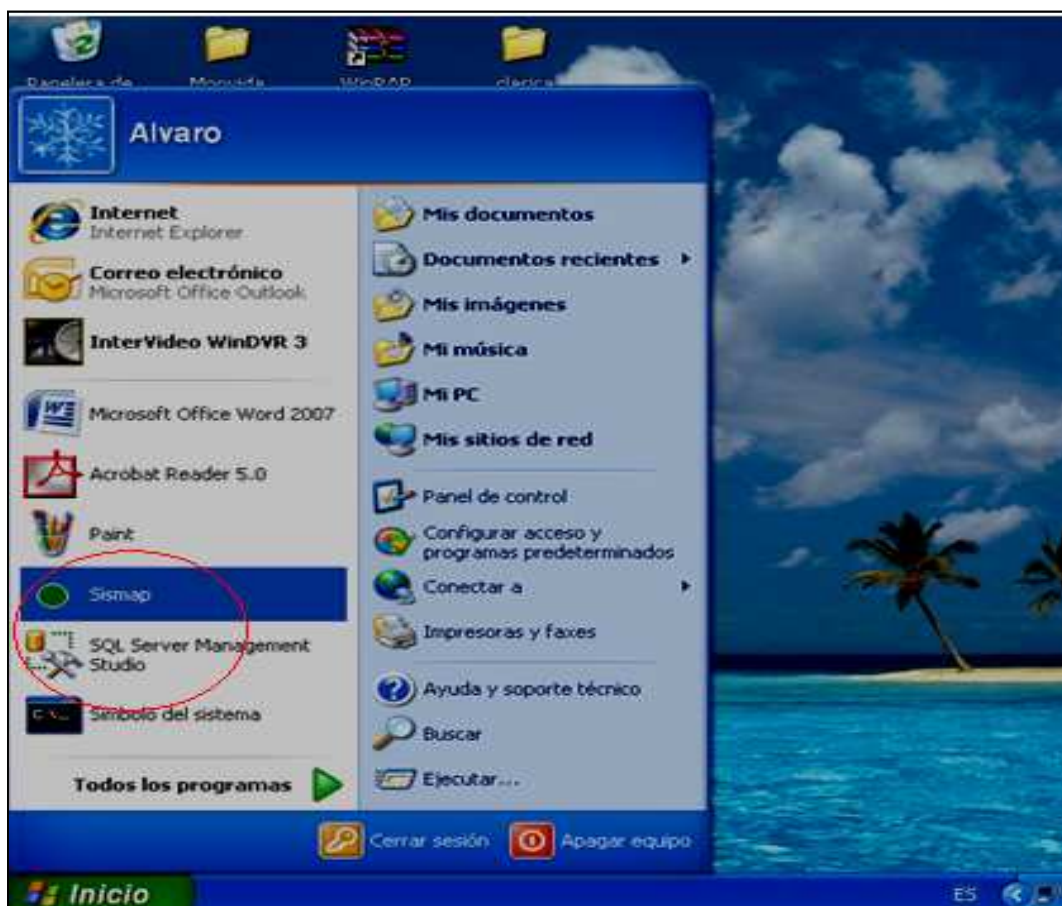 WinRAR
Alvaro
Internet
Internet Explorer
Correo electrónico
Microsoft Office Outlook
InterVideo WinDVR 3
Microsoft Office Word 2007
Acrobat Reader 5.0
Paint
Sismap
SQL Server Management
Studio
Símbolo del sistema
Todos los programas
Mis documentos
Documentos recientes
Mis imágenes
Mi música
Mi PC
Mis sitios de red
Panel de control
Configurar acceso y
programas predeterminados
Conectar a
Impresoras y faxes
Ayuda y soporte técnico
Buscar
Ejecutar...
Cerrar sesión
Apagar equipo
Inicio
ES